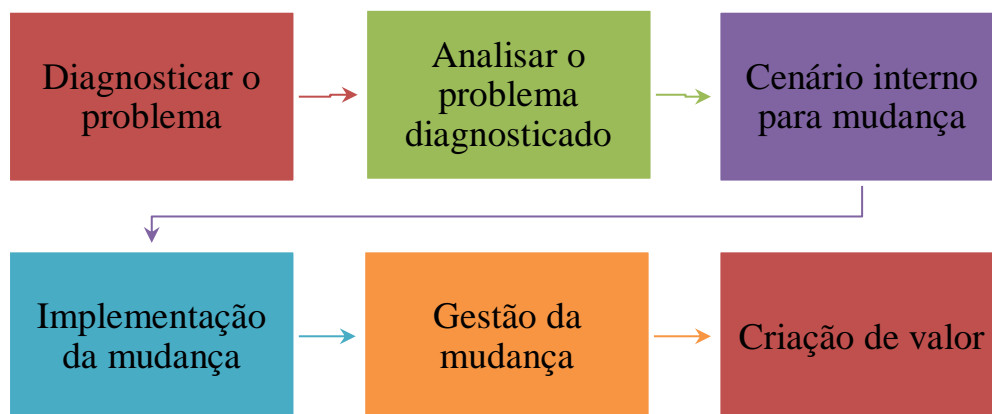 Diagnosticar o
problema
Analisar o
problema
diagnosticado
Cenário interno
para mudança
Implementação
da mudança
Gestão da
mudança
Criação de valor